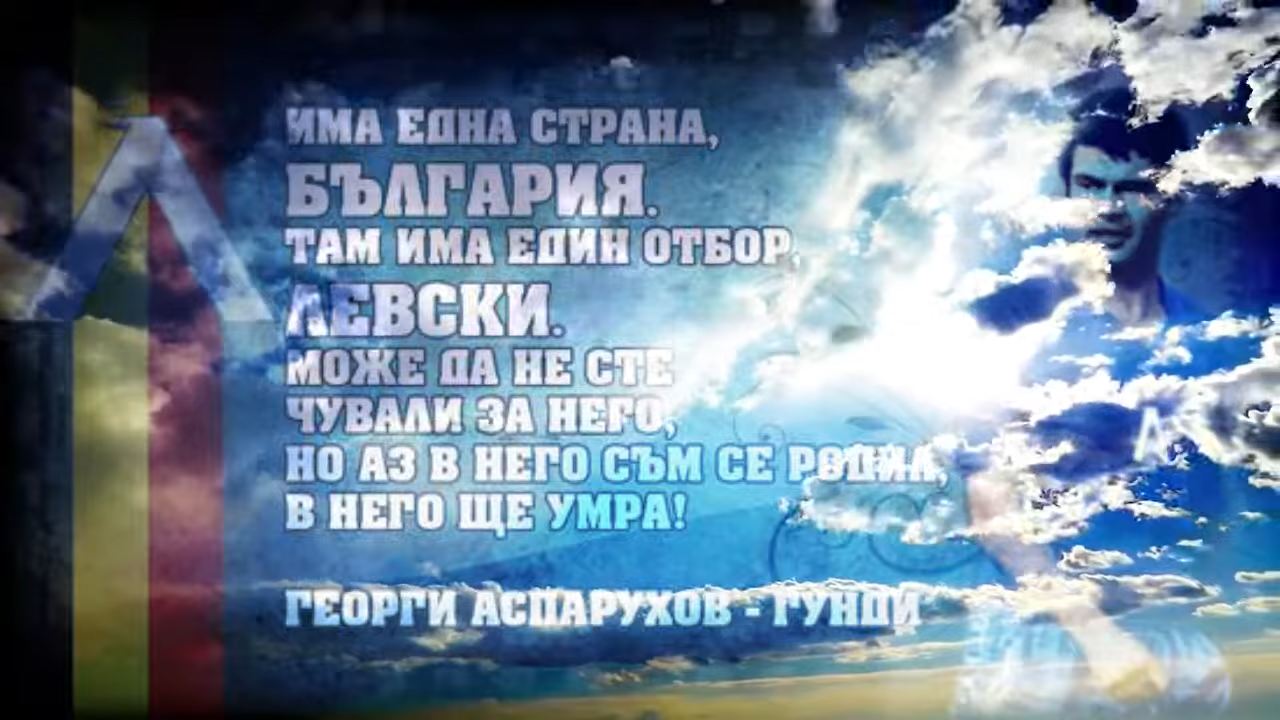 ИМА ЕДНА СТРАНА,
БЪЛГАРИЯ.
ТАМ ИМА ЕДИН ОТБОР,
ЛЕВСКИ.
МОЖЕ ДА НЕ СТЕ
ЧУВАЛИ ЗА НЕГО,
НО АЗ В НЕГО СЪМ СЕ РОДИЛ,
В НЕГО ЩЕ УМРА!
ГЕОРГИ АСПАРУХОВ - ГУНДИ
Л